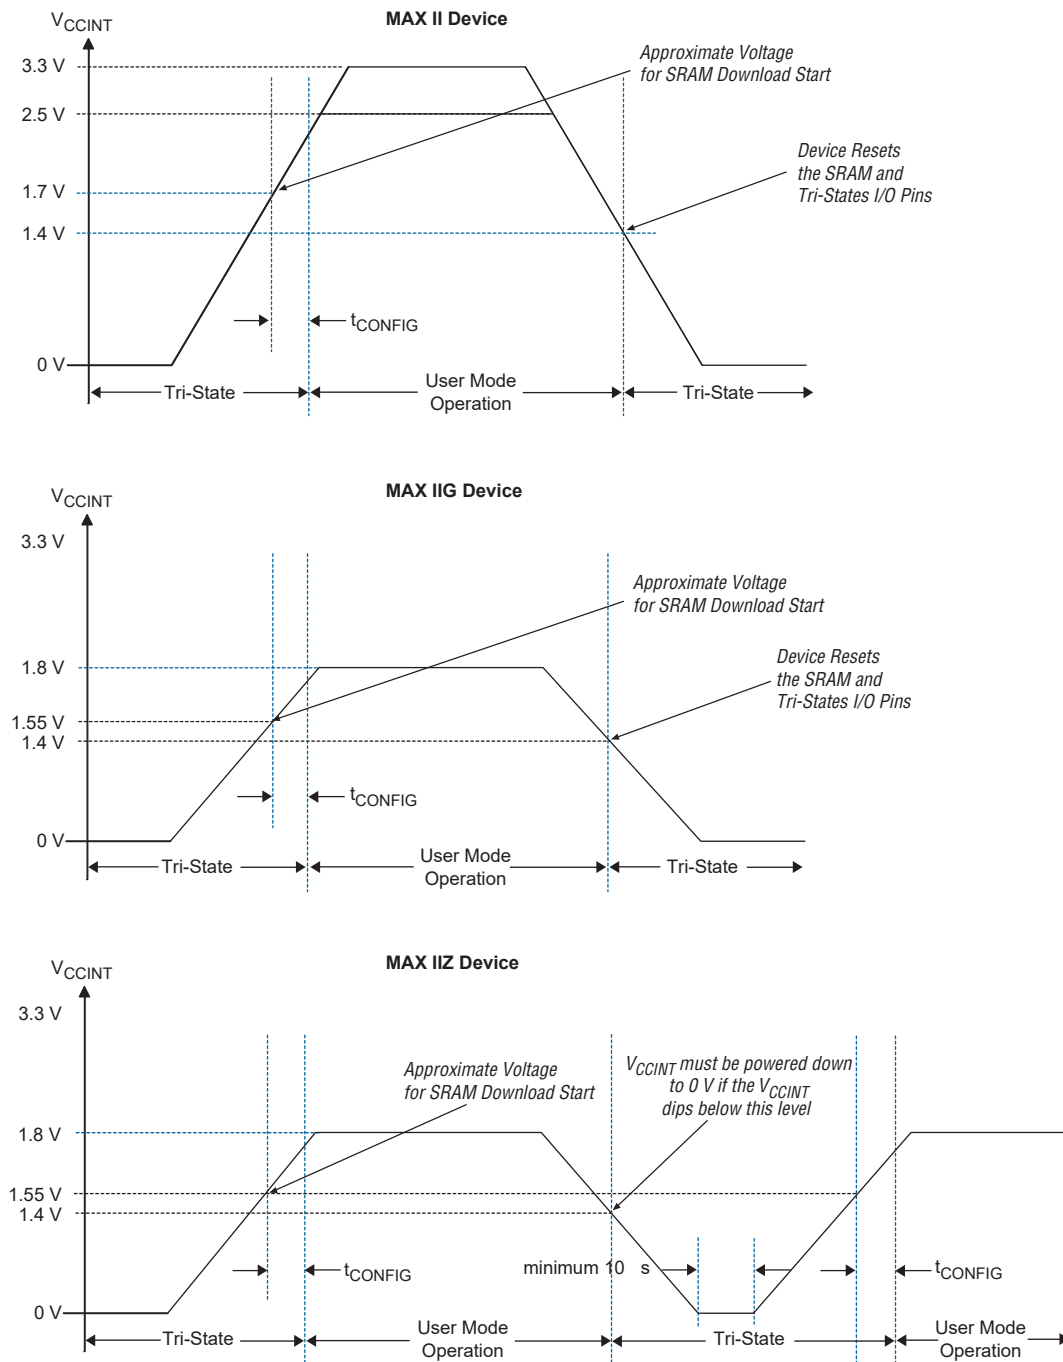 MAX II Device
VCCINT
3.3 V
2.5 V
1.7 V
1.4 V
0 V
Approximate Voltage
for SRAM Download Start
Device Resets
the SRAM and
Tri-States I/O Pins
tCONFIG
Tri-State
User Mode
Operation
Tri-State
MAX IIG Device
VCCINT
3.3 V
1.8 V
1.55 V
1.4 V
0 V
Approximate Voltage
for SRAM Download Start
Device Resets
the SRAM and
Tri-States I/O Pins
tCONFIG
Tri-State
User Mode
Operation
Tri-State
MAX IIZ Device
VCCINT
3.3 V
1.8 V
1.55 V
1.4 V
0 V
Approximate Voltage
for SRAM Download Start
VCCINT must be powered down
to 0 V if the VCCINT
dips below this level
tCONFIG
minimum 10 s
tCONFIG
Tri-State
User Mode
Operation
Tri-State
User Mode
Operation